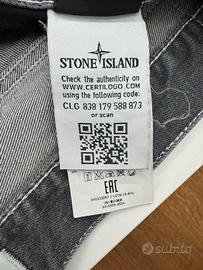 STONE ISLAND
Check the authenticity on
WWW.CERTILOGO.COM
using the following code:
CLG 838 179 588 873
or scan
EAC
subito